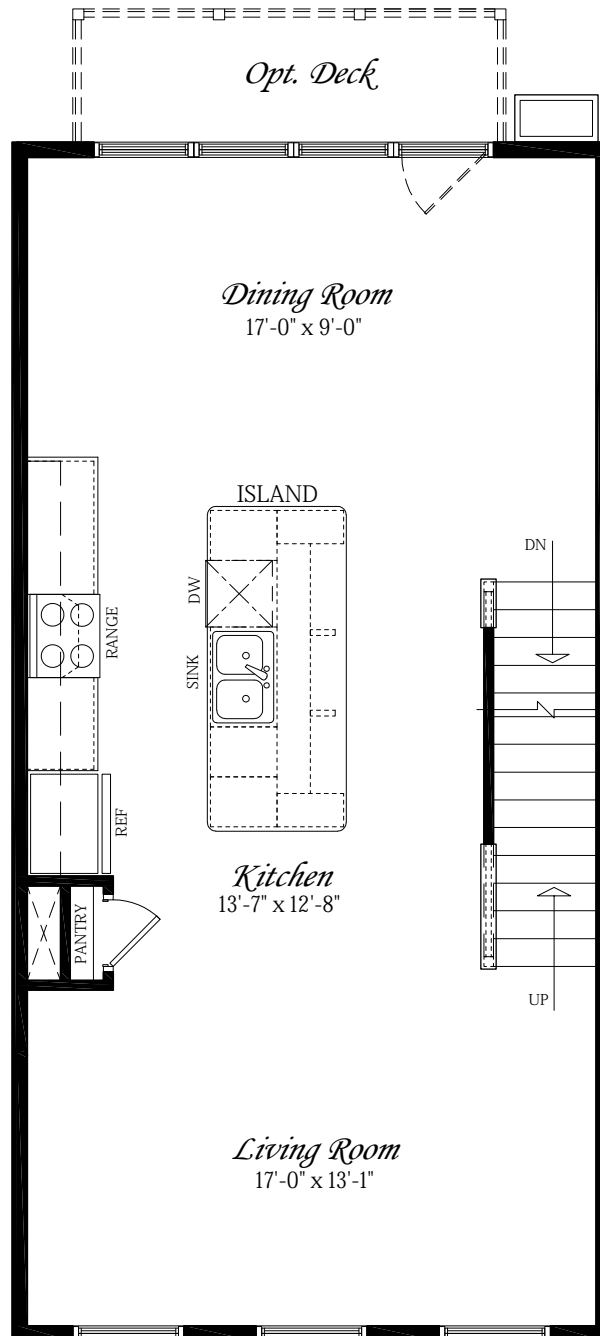 Opt. Deck
Dining Room
17'-0" x 9'-0"
ISLAND
DN
DW
RANGE
SINK
REF
Kitchen
13'-7" x 12'-8"
PANTRY
UP
Living Room
17'-0" x 13'-1"